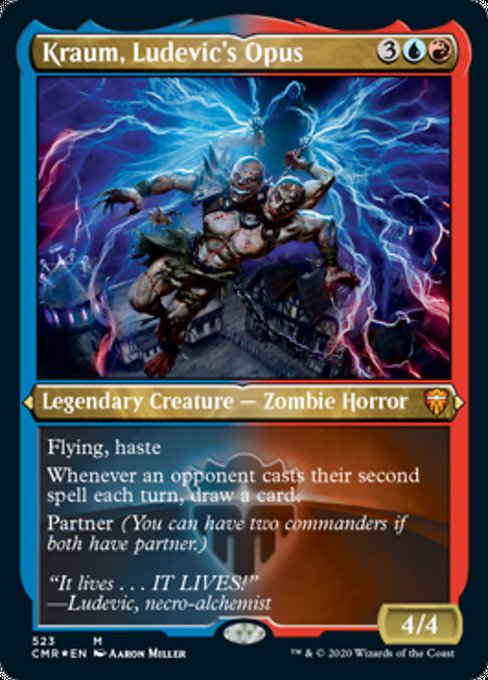 Kraum, Ludevic's Opus 3
Legendary Creature — Zombie Horror
Flying, haste
Whenever an opponent casts their second
spell each turn, draw a card.
Partner (You can have two commanders if
both have partner.)
“It lives . . . IT LIVES!”
—Ludevic, necro-alchemist
4/4
523 M
CMR★EN Aaron Miller
™ & © 2020 Wizards of the Coast